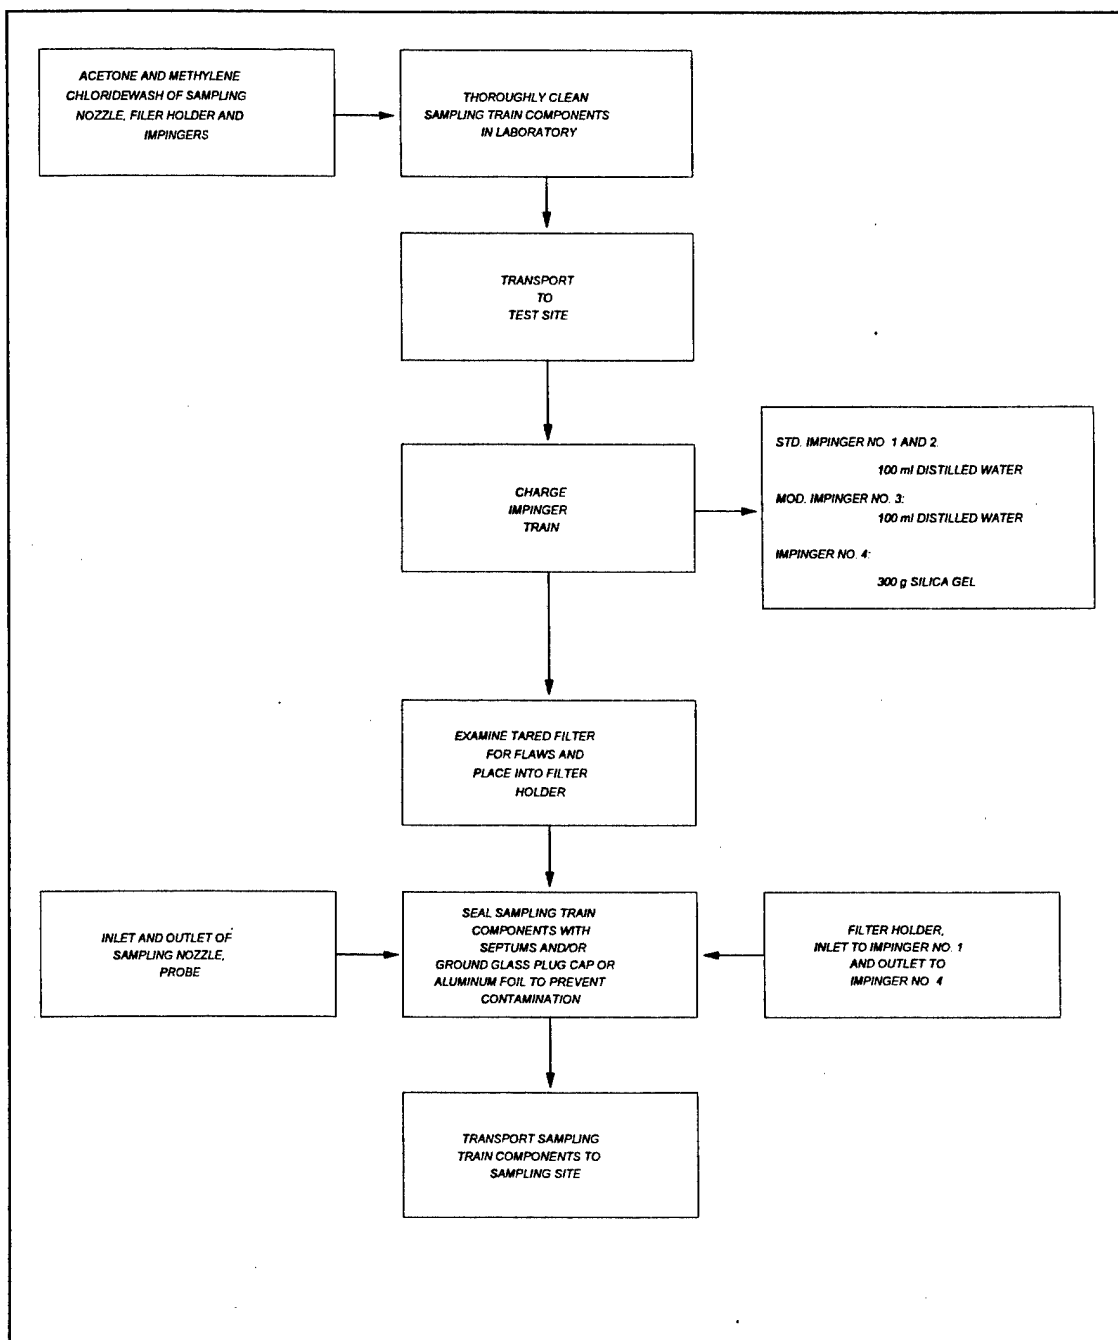 ACETONE AND METHYLENE
CHLORIDEWASH OF SAMPLING
NOZZLE, FILER HOLDER AND
IMPINGERS
THOROUGHLY CLEAN
SAMPLING TRAIN COMPONENTS
IN LABORATORY
TRANSPORT
TO
TEST SITE
CHARGE
IMPINGER
TRAIN
STD. IMPINGER NO 1 AND 2:
100 ml DISTILLED WATER
MOD. IMPINGER NO. 3:
100 ml DISTILLED WATER
IMPINGER NO. 4:
300 g SILICA GEL
EXAMINE TARED FILTER
FOR FLAWS AND
PLACE INTO FILTER
HOLDER
INLET AND OUTLET OF
SAMPLING NOZZLE,
PROBE
SEAL SAMPLING TRAIN
COMPONENTS WITH
SEPTUMS AND/OR
GROUND GLASS PLUG CAP OR
ALUMINUM FOIL TO PREVENT
CONTAMINATION
FILTER HOLDER,
INLET TO IMPINGER NO. 1
AND OUTLET TO
IMPINGER NO 4
TRANSPORT SAMPLING
TRAIN COMPONENTS TO
SAMPLING SITE